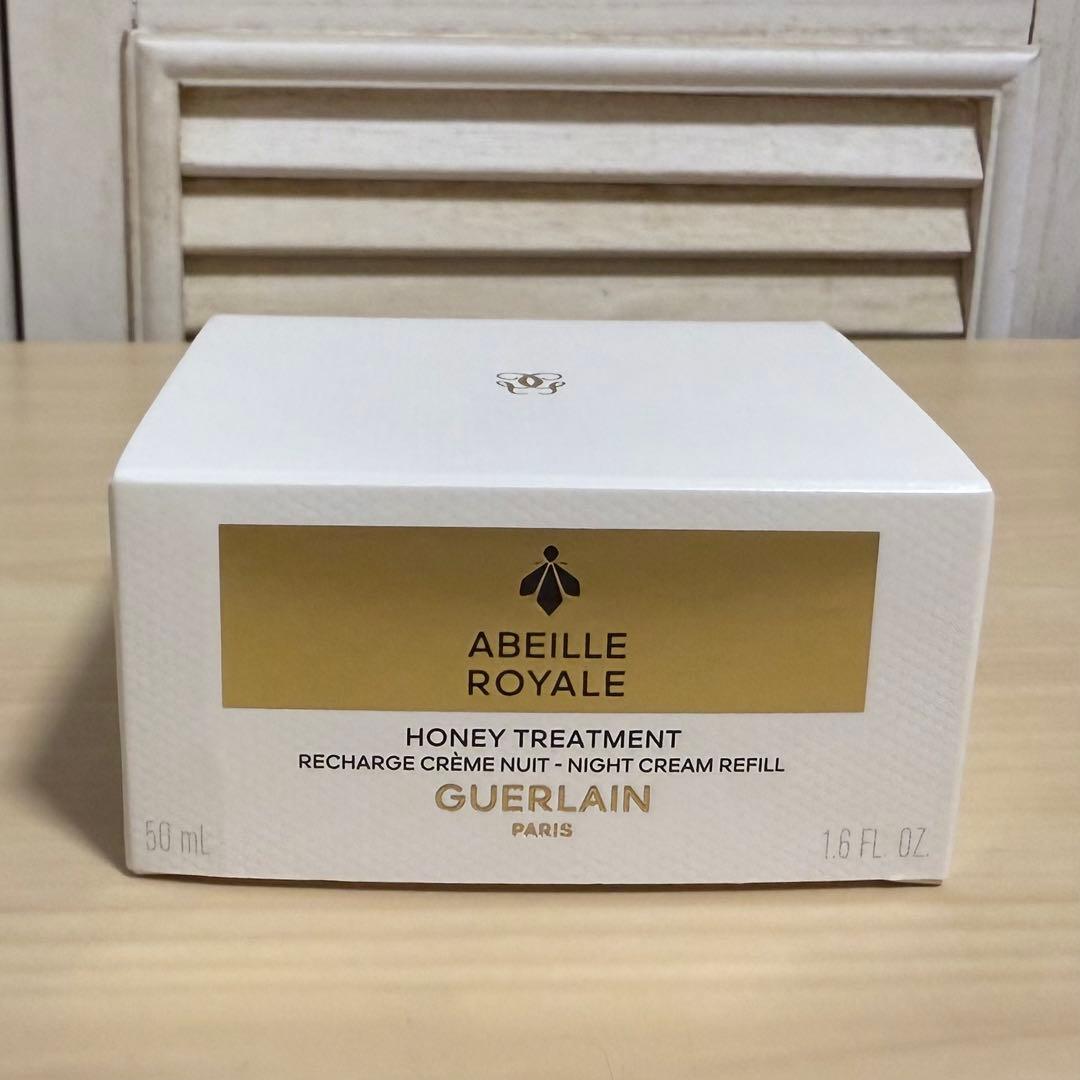 ABEILLE
ROYALE
HONEY TREATMENT
RECHARGE CRÈME NUIT - NIGHT CREAM REFILL
GUERLAIN
PARIS
50 mL
1.6 FL. OZ.